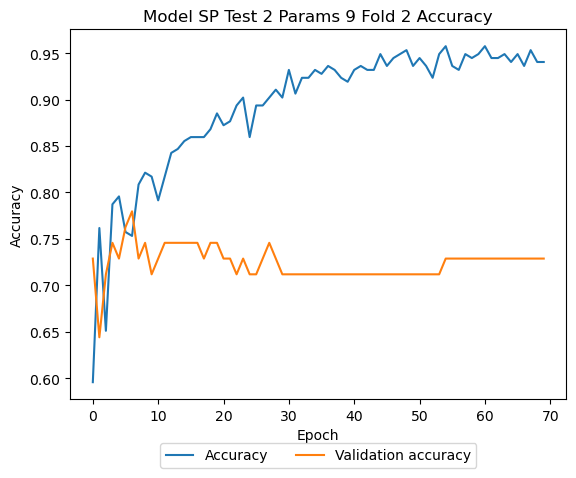 Model SP Test 2 Params 9 Fold 2 Accuracy
0.95
0.90
0.85
0.80
0.75
0.70
0.65
0.60
Accuracy
0 10 20 30 40 50 60 70
Epoch
Accuracy Validation accuracy